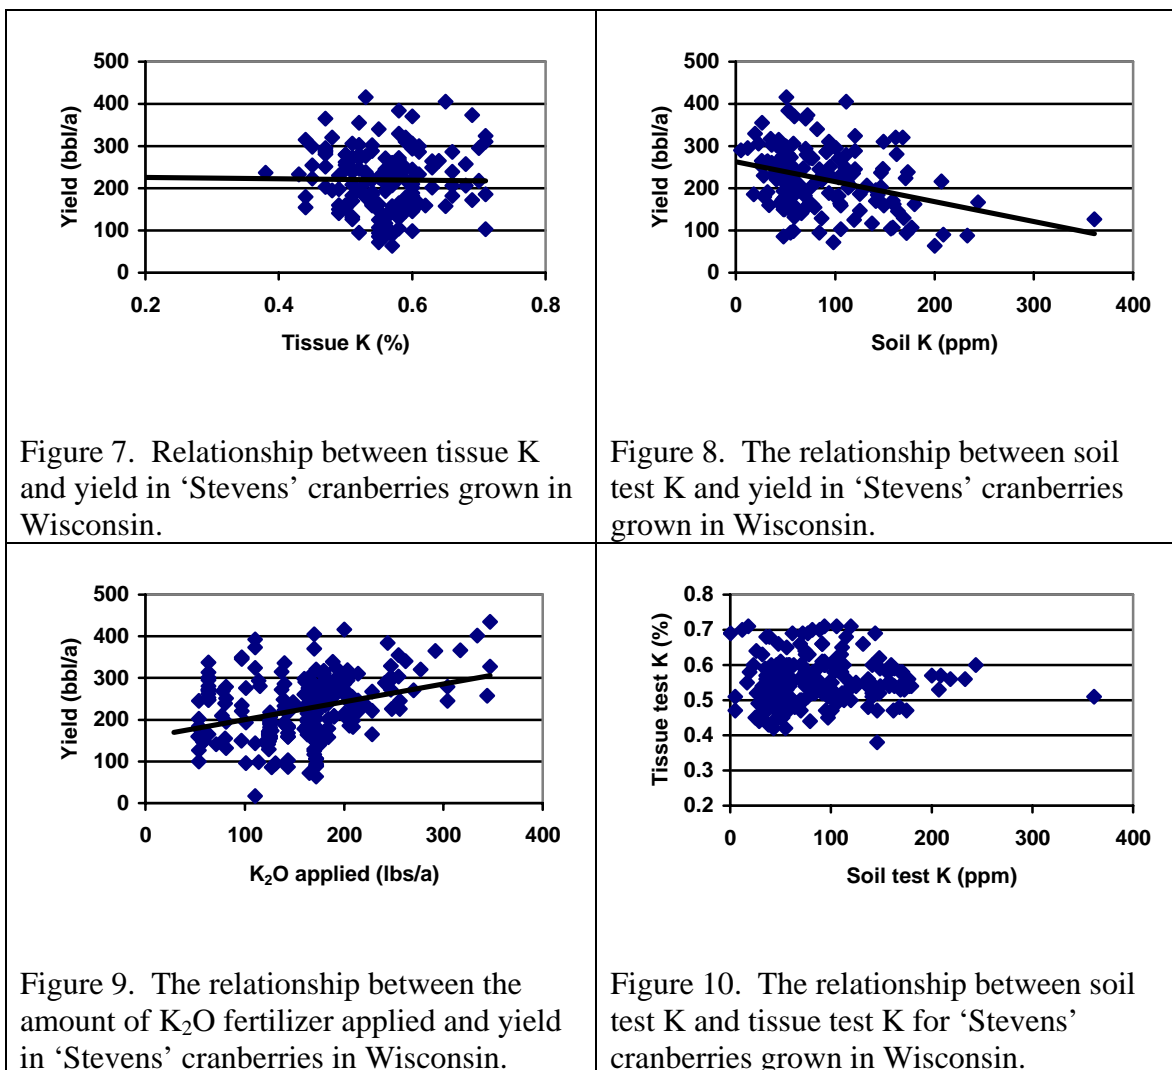 500
400
300
200
100
0
Yield (bbl/a)
0.2 0.4 0.6 0.8
Tissue K (%)
Figure 7. Relationship between tissue K
and yield in ‘Stevens’ cranberries grown in
Wisconsin.
500
400
300
200
100
0
Yield (bbl/a)
0 100 200 300 400
Soil K (ppm)
Figure 8. The relationship between soil
test K and yield in ‘Stevens’ cranberries
grown in Wisconsin.
500
400
300
200
100
0
Yield (bbl/a)
0 100 200 300 400
K₂O applied (lbs/a)
Figure 9. The relationship between the
amount of K₂O fertilizer applied and yield
in ‘Stevens’ cranberries in Wisconsin.
0.8
0.7
0.6
0.5
0.4
0.3
0.2
Tissue test K (%)
0 100 200 300 400
Soil test K (ppm)
Figure 10. The relationship between soil
test K and tissue test K for ‘Stevens’
cranberries grown in Wisconsin.